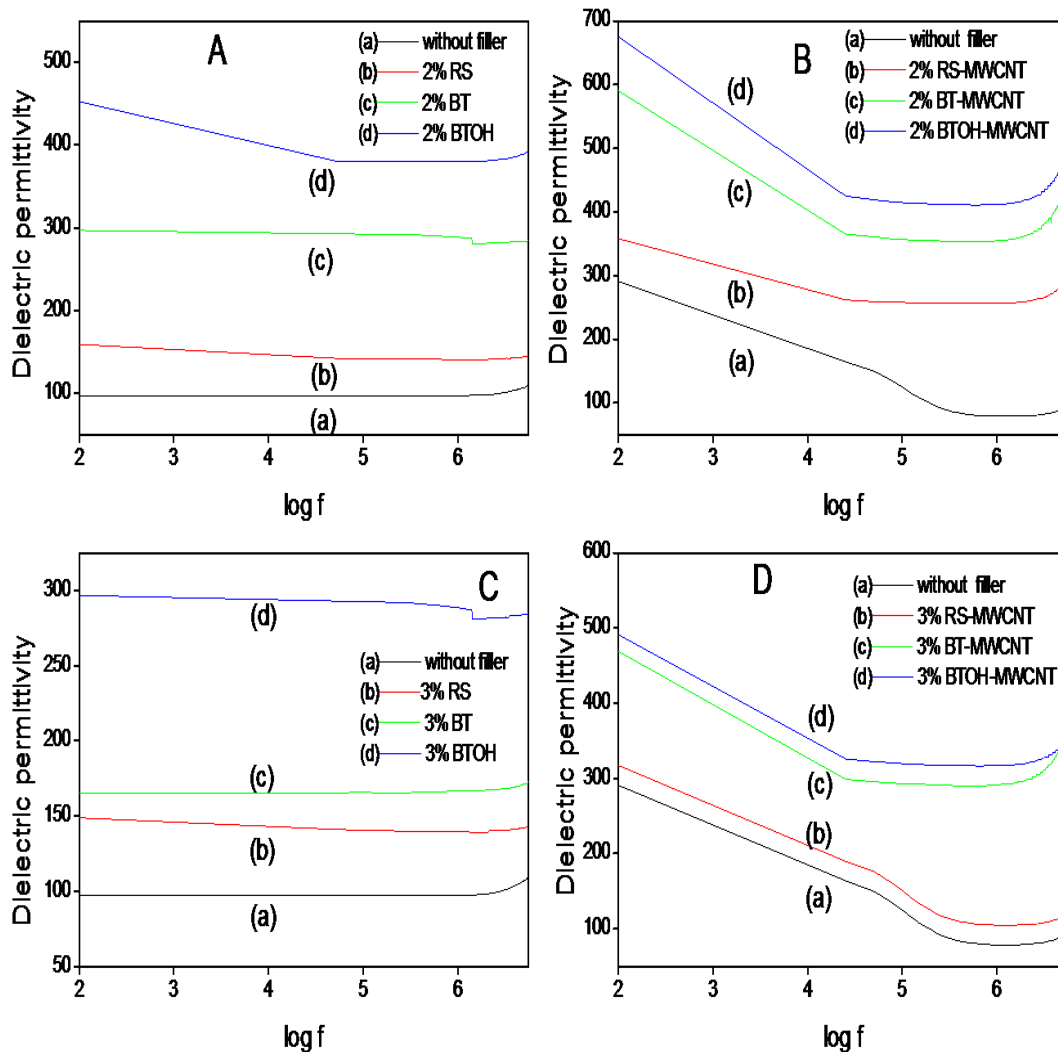 A
(a) without filler
(b) 2% RS
(c) 2% BT
(d) 2% BTOH
Dielectric permittivity
500
400
300
200
100
(d)
(c)
(b)
(a)
2 3 4 5 6
log f
B
(a) without filler
(b) 2% RS-MWCNT
(c) 2% BT-MWCNT
(d) 2% BTOH-MWCNT
Dielectric permittivity
700
600
500
400
300
200
100
(d)
(c)
(b)
(a)
2 3 4 5 6
log f
C
(a) without filler
(b) 3% RS
(c) 3% BT
(d) 3% BTOH
Dielectric permittivity
300
250
200
150
100
50
(d)
(c)
(b)
(a)
2 3 4 5 6
log f
D
(a) without filler
(b) 3% RS-MWCNT
(c) 3% BT-MWCNT
(d) 3% BTOH-MWCNT
Dielectric permittivity
600
500
400
300
200
100
(d)
(c)
(b)
(a)
2 3 4 5 6
log f